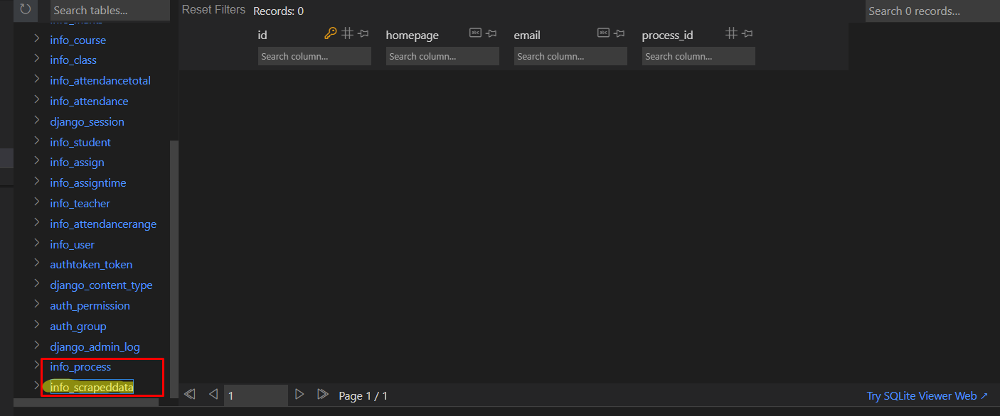 Search tables...
Reset Filters
Records: 0
Search 0 records...
id
homepage
email
process_id
Search column...
Search column...
Search column...
Search column...
info_course
info_class
info_attendancetotal
info_attendance
django_session
info_student
info_assign
info_assigntime
info_teacher
info_attendancerange
info_user
authtoken_token
django_content_type
auth_permission
auth_group
django_admin_log
info_process
info_scrapeddata
1
Page 1 / 1
Try SQLite Viewer Web ↗